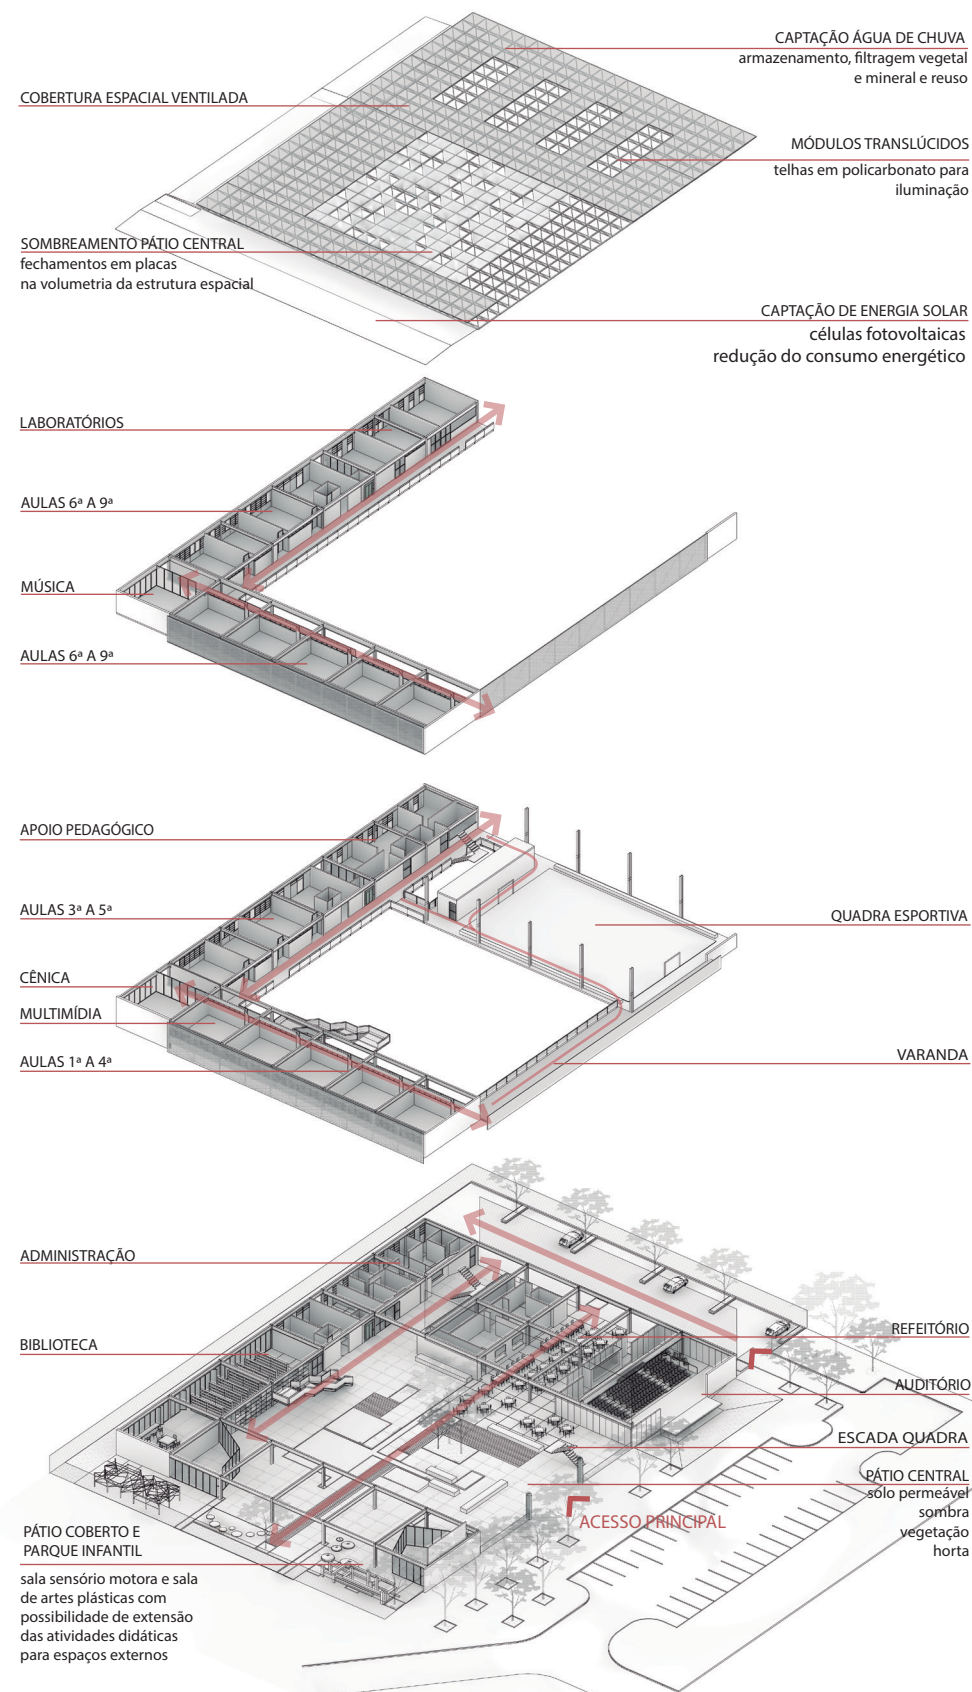 CAPTAÇÃO ÁGUA DE CHUVA
armazenamento, filtragem vegetal
e mineral e reuso
COBERTURA ESPACIAL VENTILADA
MÓDULOS TRANSLÚCIDOS
telhas em policarbonato para
iluminação
SOMBREAMENTO PÁTIO CENTRAL
fechamentos em placas
na volumetria da estrutura espacial
CAPTAÇÃO DE ENERGIA SOLAR
células fotovoltaicas
redução do consumo energético
LABORATÓRIOS
AULAS 6ª A 9ª
MÚSICA
AULAS 6ª A 9ª
APOIO PEDAGÓGICO
AULAS 3ª A 5ª
QUADRA ESPORTIVA
CÊNICA
MULTIMÍDIA
AULAS 1ª A 4ª
VARANDA
ADMINISTRAÇÃO
REFEITÓRIO
BIBLIOTECA
AUDITÓRIO
ESCADA QUADRA
PÁTIO CENTRAL
solo permeável
sombra
vegetação
horta
ACESSO PRINCIPAL
PÁTIO COBERTO E
PARQUE INFANTIL
sala sensório motora e sala
de artes plásticas com
possibilidade de extensão
das atividades didáticas
para espaços externos